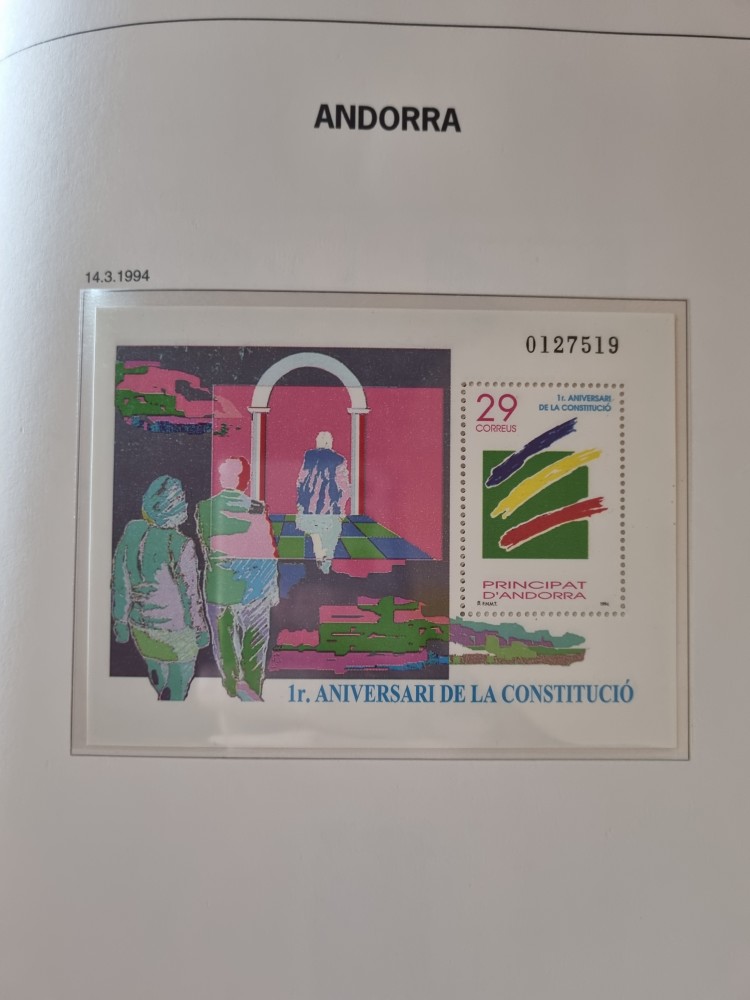 ANDORRA
14.3.1994
0127519
29
CORREUS
1r. ANIVERSARI
DE LA CONSTITUCIÓ
PRINCIPAT
D'ANDORRA
1r. ANIVERSARI DE LA CONSTITUCIÓ